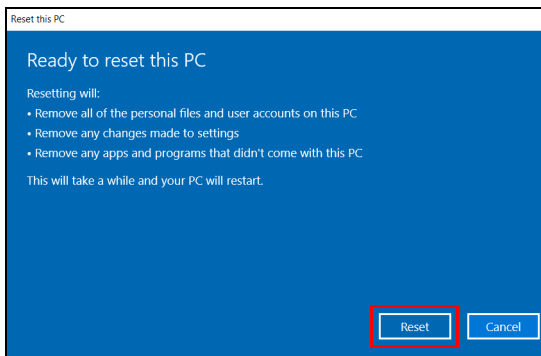 Reset this PC
Ready to reset this PC
Resetting will:
• Remove all of the personal files and user accounts on this PC
• Remove any changes made to settings
• Remove any apps and programs that didn't come with this PC
This will take a while and your PC will restart.
Reset Cancel